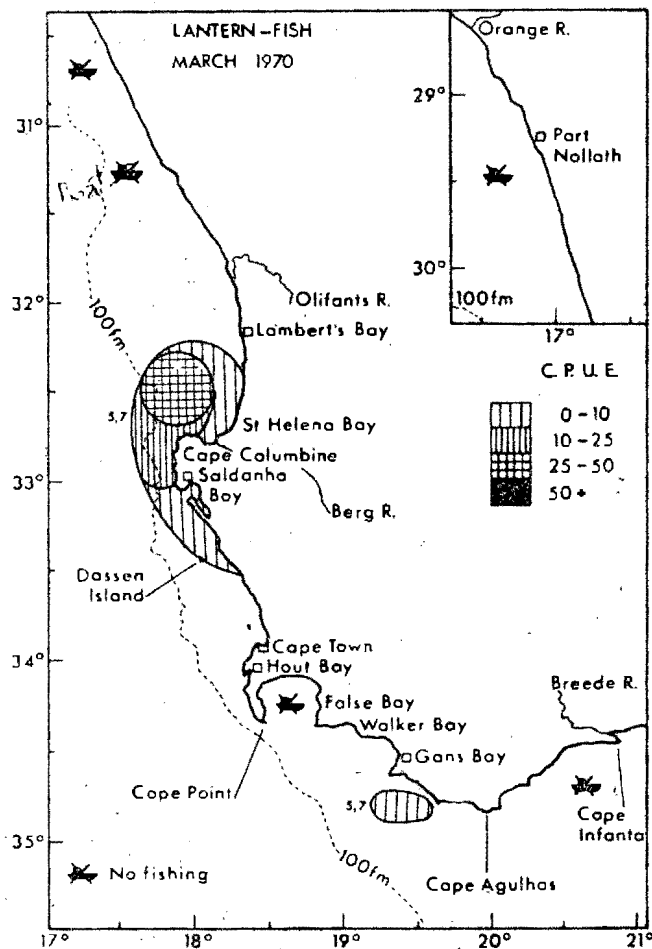 LANTERN-FISH
MARCH 1970
Orange R.
29°
Part
Nollath
30°
100fm
17°
31°
Olifants R.
32°
Lambert's Bay
100fm
C. P. U. E.
0-10
10-25
25-50
50+
5,7
St Helena Bay
Cape Columbine
33°
Saldanha
Bay
Berg R.
Dassen
Island
Cape Town
34°
Hout Bay
Breede R.
False Bay
Walker Bay
Gans Bay
Cape Point
5,7
Cape
Infanta
35°
100fm
No fishing
Cape Agulhas
17°
18°
19°
20°
21°